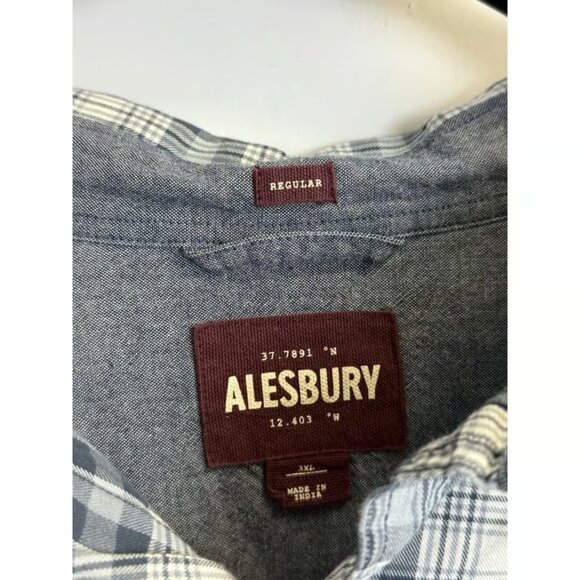 REGULAR
37.7891 °N
ALESBURY
12.403 °W
3XL
MADE IN
INDIA